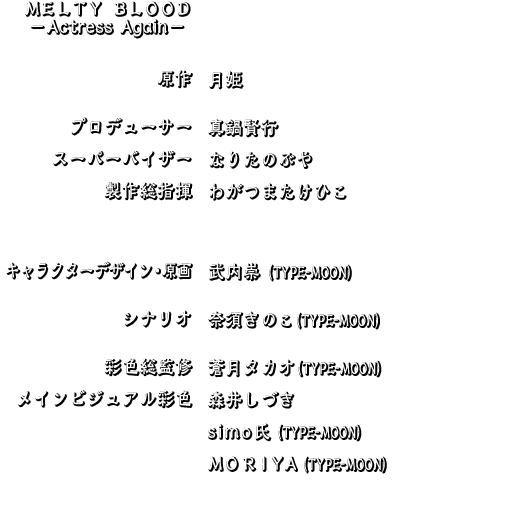 MELTY BLOOD
－Actress Again－
原作 月姫
プロデューサー 真鍋賢行
スーパーバイザー なりたのぶや
製作総指揮 わがつまたけひこ
キャラクターデザイン・原画 武内崇 (TYPE-MOON)
シナリオ 奈須きのこ(TYPE-MOON)
彩色総監修 蒼月タカオ(TYPE-MOON)
メインビジュアル彩色 森井しづき
simo氏 (TYPE-MOON)
MORIYA (TYPE-MOON)